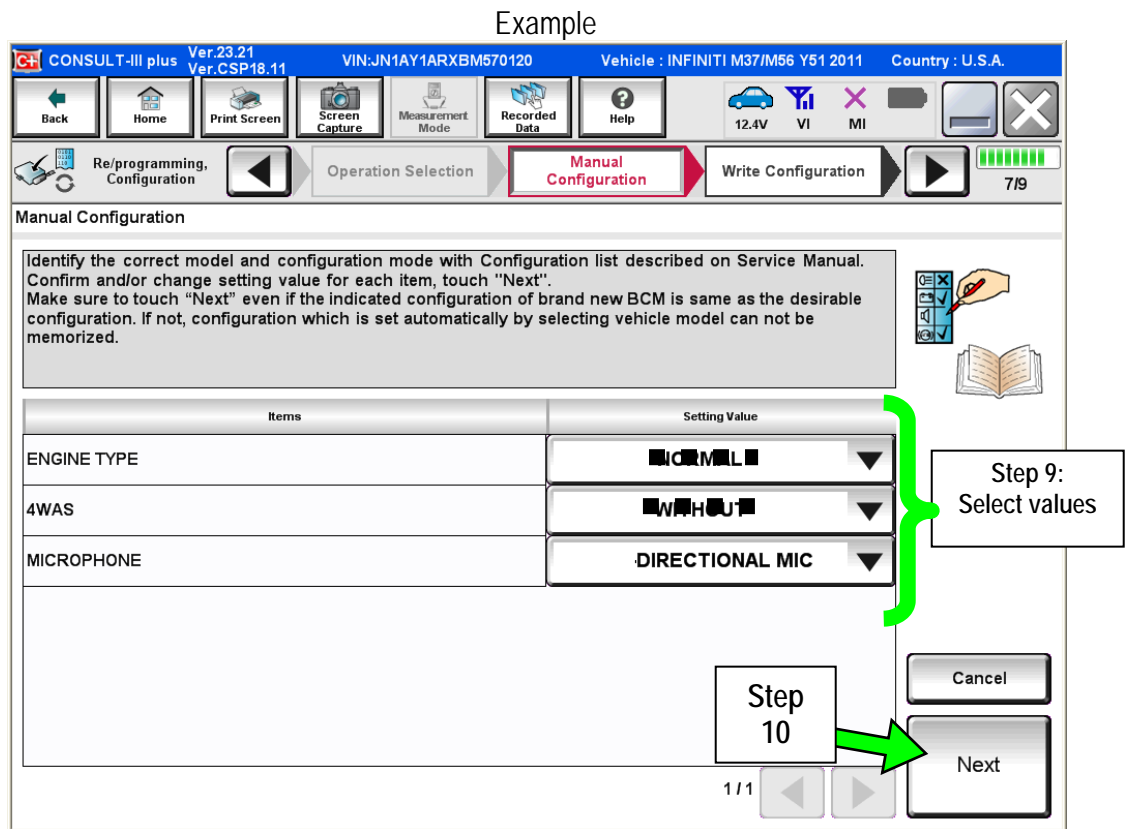 Example
CONSULT-III plus Ver.23.21 Ver.CSP18.11 VIN:JN1AY1ARXBM570120 Vehicle : INFINITI M37/M56 Y51 2011 Country : U.S.A.
Back
Home
Print Screen
Screen Capture
Measurement Mode
Recorded Data
Help
12.4V VI MI
Re/programming, Configuration
Operation Selection
Manual Configuration
Write Configuration
7/9
Manual Configuration
Identify the correct model and configuration mode with Configuration list described on Service Manual.
Confirm and/or change setting value for each item, touch "Next".
Make sure to touch “Next” even if the indicated configuration of brand new BCM is same as the desirable
configuration. If not, configuration which is set automatically by selecting vehicle model can not be
memorized.
Items Setting Value
ENGINE TYPE
4WAS
MICROPHONE DIRECTIONAL MIC
Step 9:
Select values
Step
10
Cancel
Next
1/1